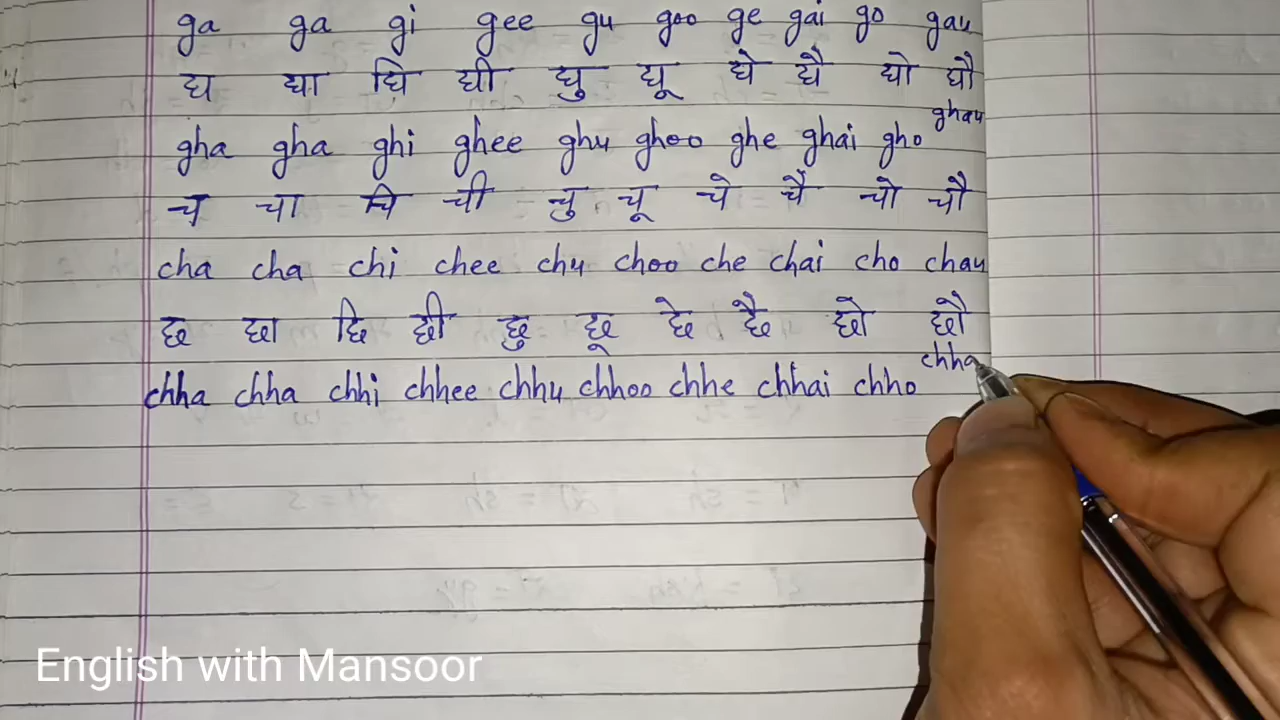 ga ga gi gee gu goo ge gai go gau
घ घा घि घी घु घू घे घै घो घौ
gha gha ghi ghee ghu ghoo ghe ghai gho ghau
च चा चि ची चु चू चे चै चो चौ
cha cha chi chee chu choo che chai cho chau
छ छा छि छी छु छू छे छै छो छौ
chha chha chhi chhee chhu chhoo chhe chhai chho chha
English with Mansoor